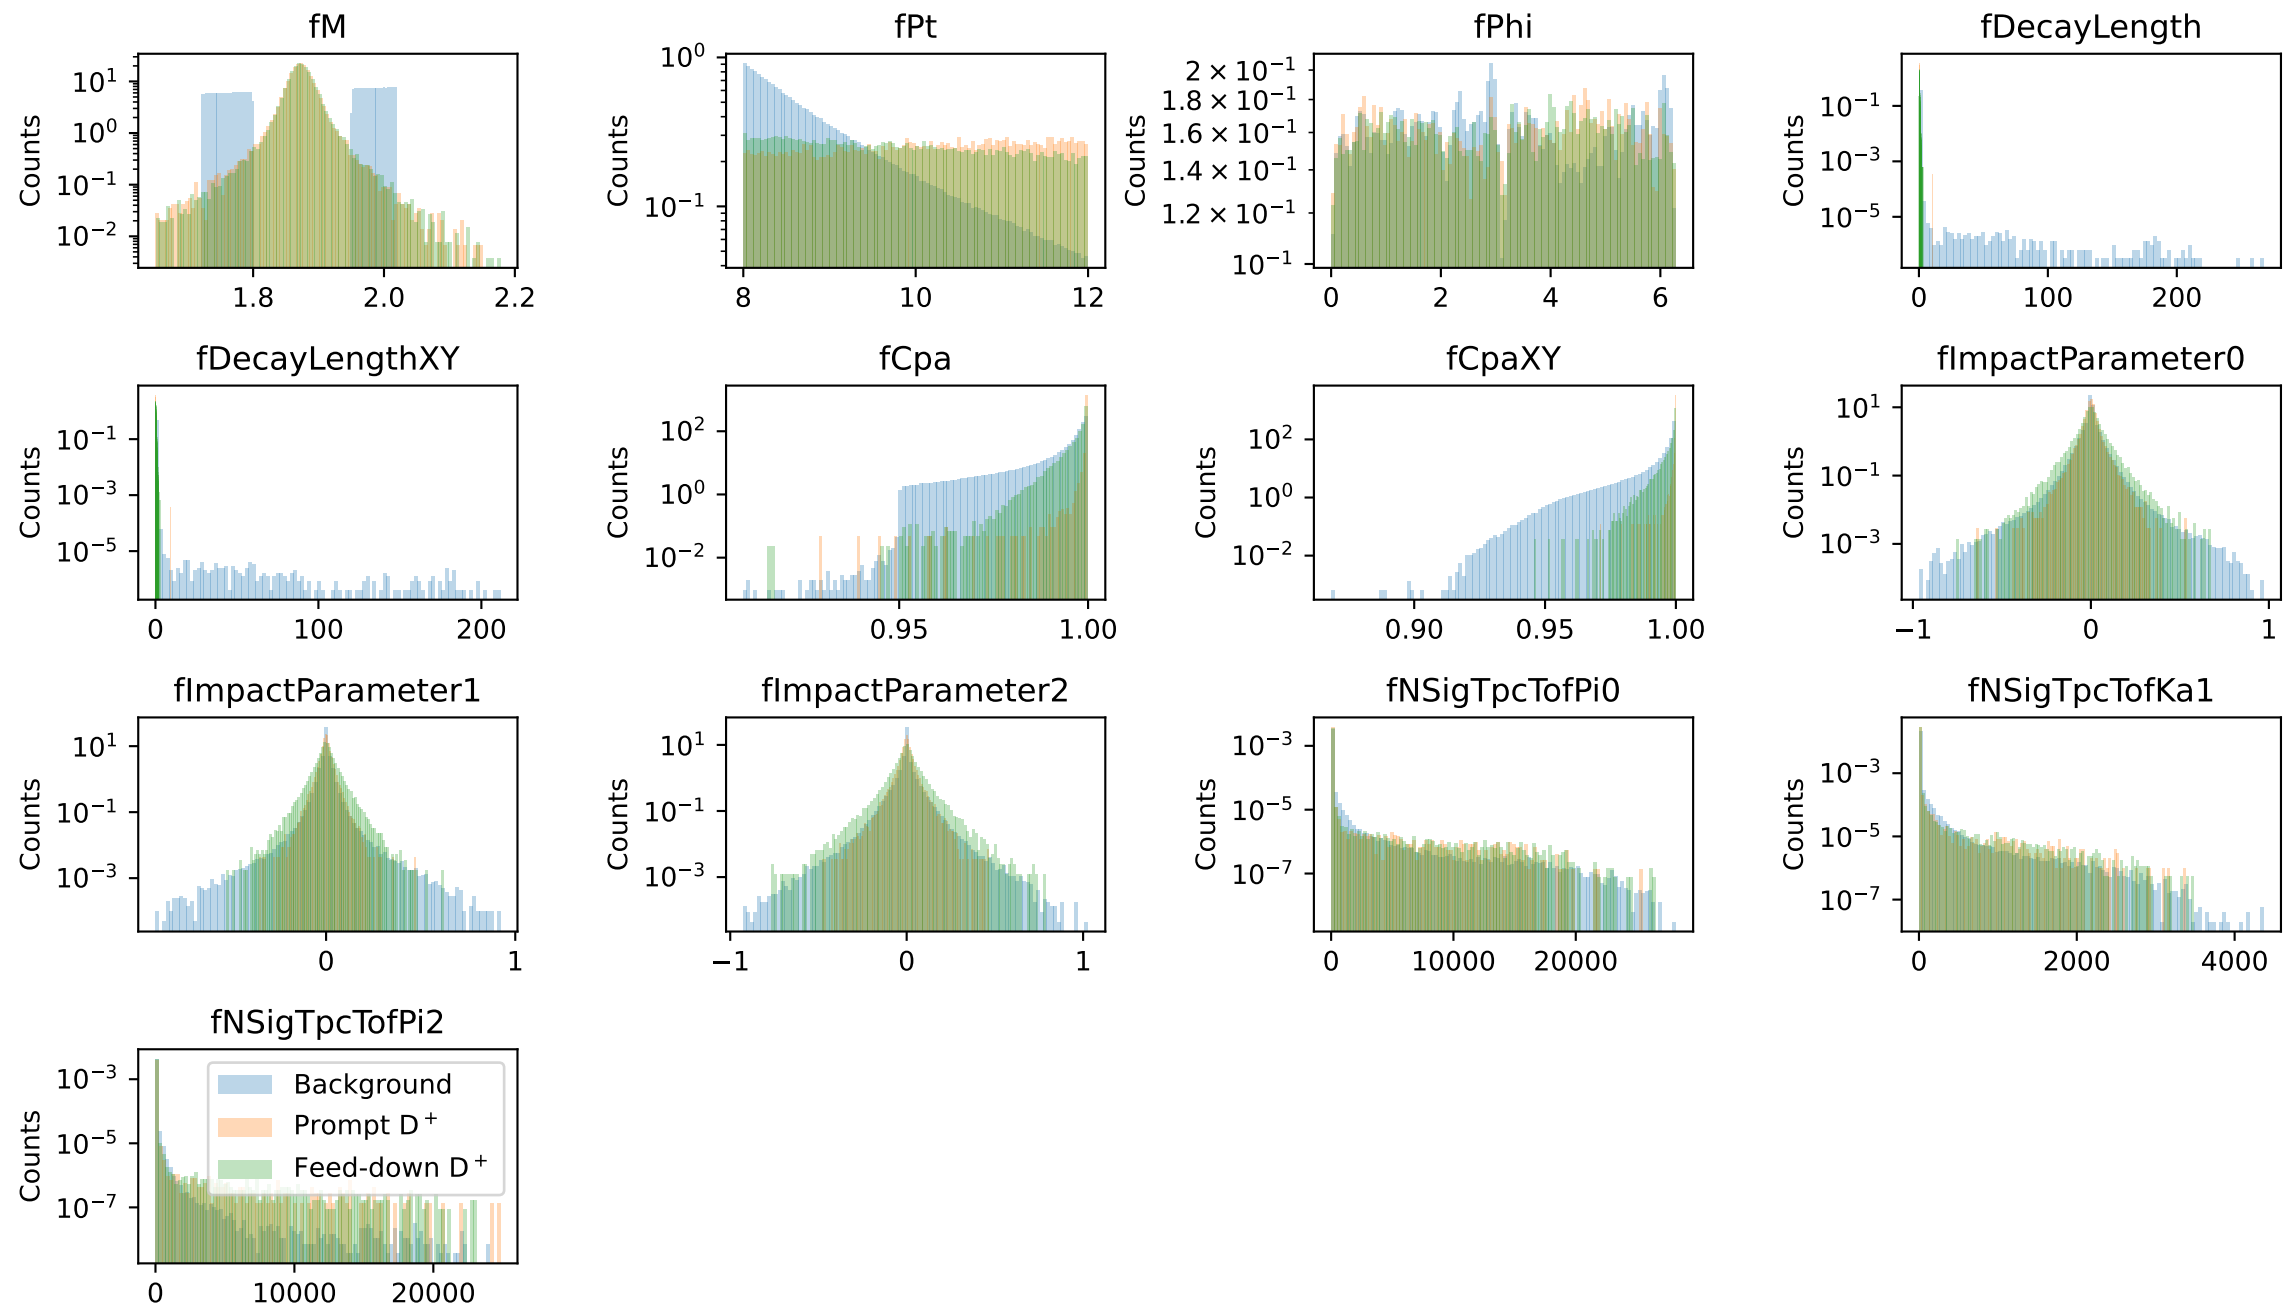 fM
Counts
10¹
10⁰
10⁻¹
10⁻²
1.8 2.0 2.2
fPt
Counts
10⁰
10⁻¹
8 10 12
fPhi
Counts
2 × 10⁻¹
1.8 × 10⁻¹
1.6 × 10⁻¹
1.4 × 10⁻¹
1.2 × 10⁻¹
10⁻¹
0 2 4 6
fDecayLength
Counts
10⁻¹
10⁻³
10⁻⁵
0 100 200
fDecayLengthXY
Counts
10⁻¹
10⁻³
10⁻⁵
0 100 200
fCpa
Counts
10²
10⁰
10⁻²
0.95 1.00
fCpaXY
Counts
10²
10⁰
10⁻²
0.90 0.95 1.00
fImpactParameter0
Counts
10¹
10⁻¹
10⁻³
−1 0 1
fImpactParameter1
Counts
10¹
10⁻¹
10⁻³
0 1
fImpactParameter2
Counts
10¹
10⁻¹
10⁻³
−1 0 1
fNSigTpcTofPi0
Counts
10⁻³
10⁻⁵
10⁻⁷
0 10000 20000
fNSigTpcTofKa1
Counts
10⁻³
10⁻⁵
10⁻⁷
0 2000 4000
fNSigTpcTofPi2
Counts
10⁻³
10⁻⁵
10⁻⁷
Background
Prompt D⁺
Feed-down D⁺
0 10000 20000